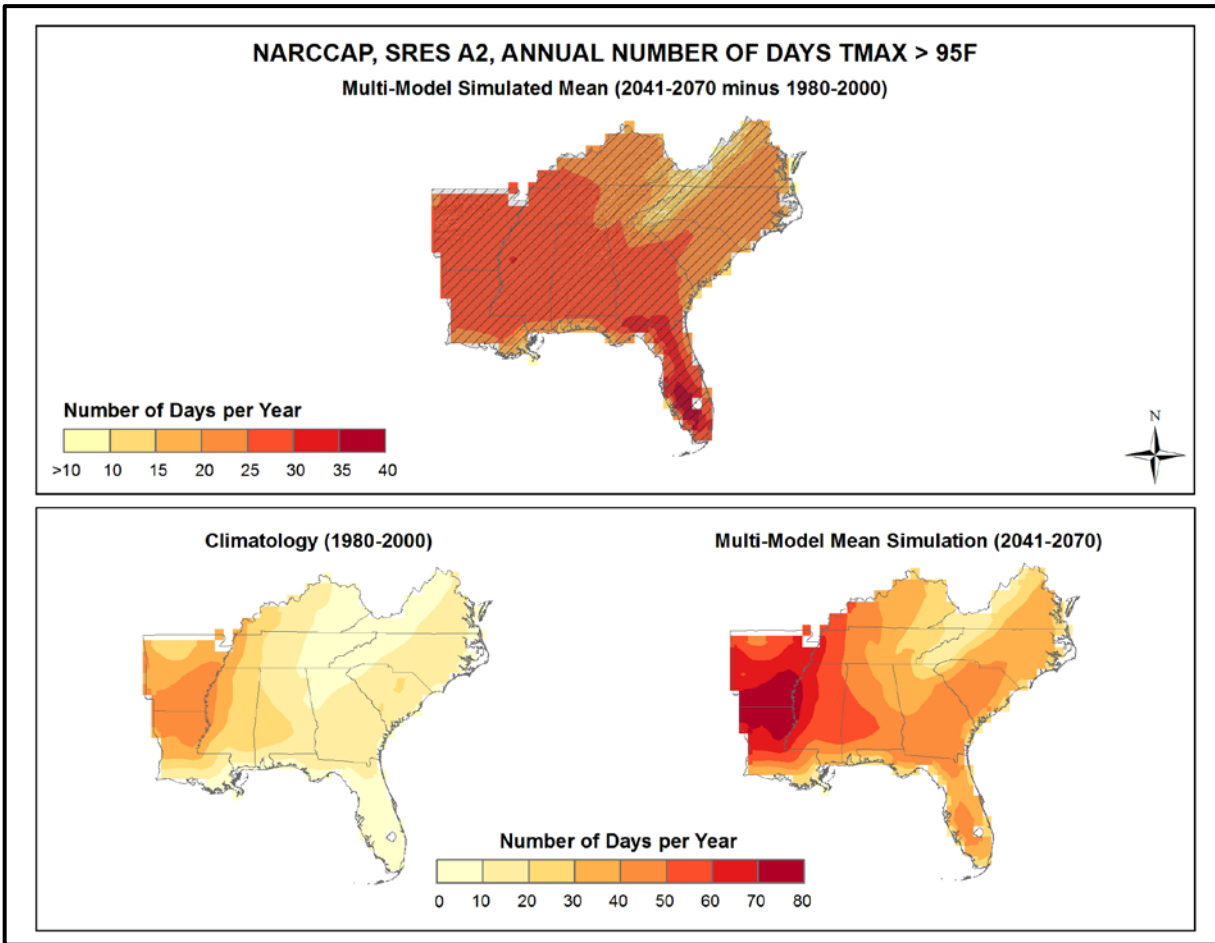 NARCCAP, SRES A2, ANNUAL NUMBER OF DAYS TMAX > 95F
Multi-Model Simulated Mean (2041-2070 minus 1980-2000)
Number of Days per Year
>10 10 15 20 25 30 35 40
N
Climatology (1980-2000)
Multi-Model Mean Simulation (2041-2070)
Number of Days per Year
0 10 20 30 40 50 60 70 80